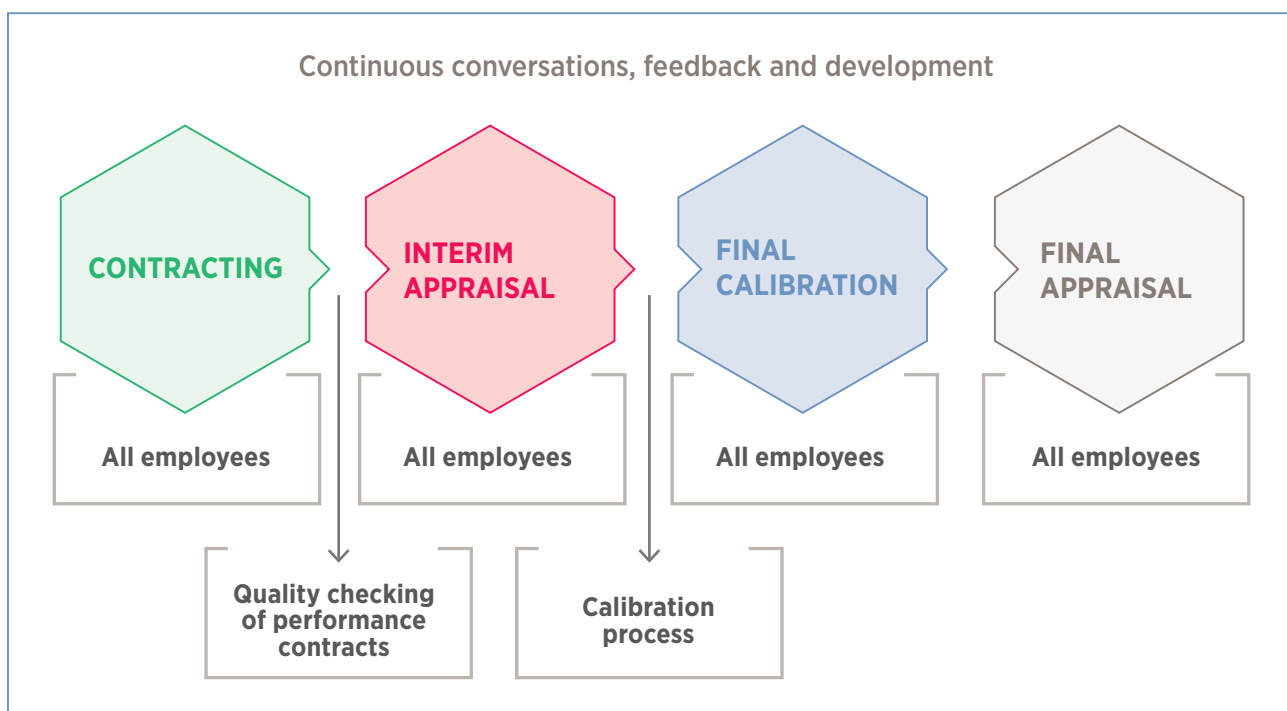 Continuous conversations, feedback and development
CONTRACTING
INTERIM
APPRAISAL
FINAL
CALIBRATION
FINAL
APPRAISAL
All employees
All employees
All employees
All employees
Quality checking
of performance
contracts
Calibration
process